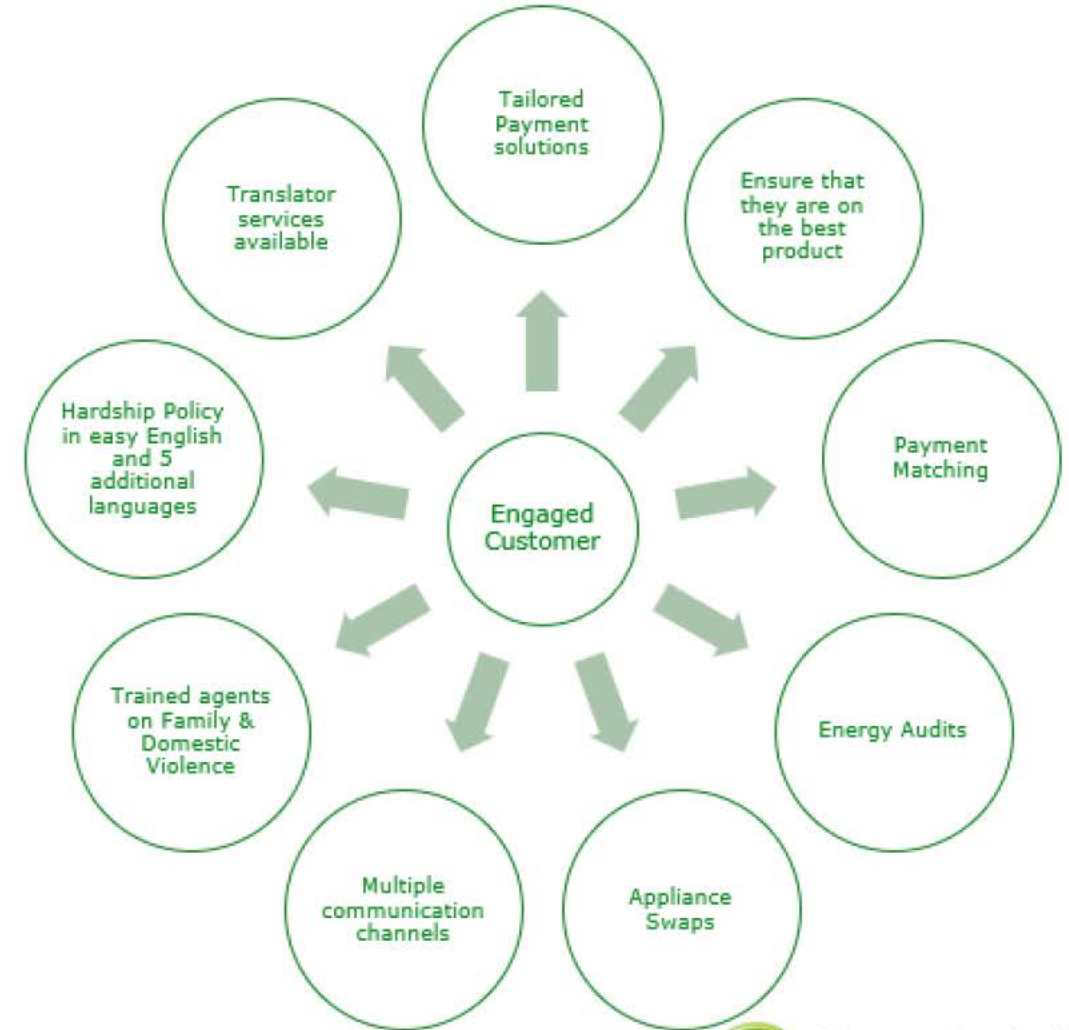 Tailored
Payment
solutions
Ensure that
they are on
the best
product
Payment
Matching
Energy Audits
Appliance
Swaps
Multiple
communication
channels
Trained agents
on Family &
Domestic
Violence
Hardship Policy
in easy English
and 5
additional
languages
Translator
services
available
Engaged
Customer